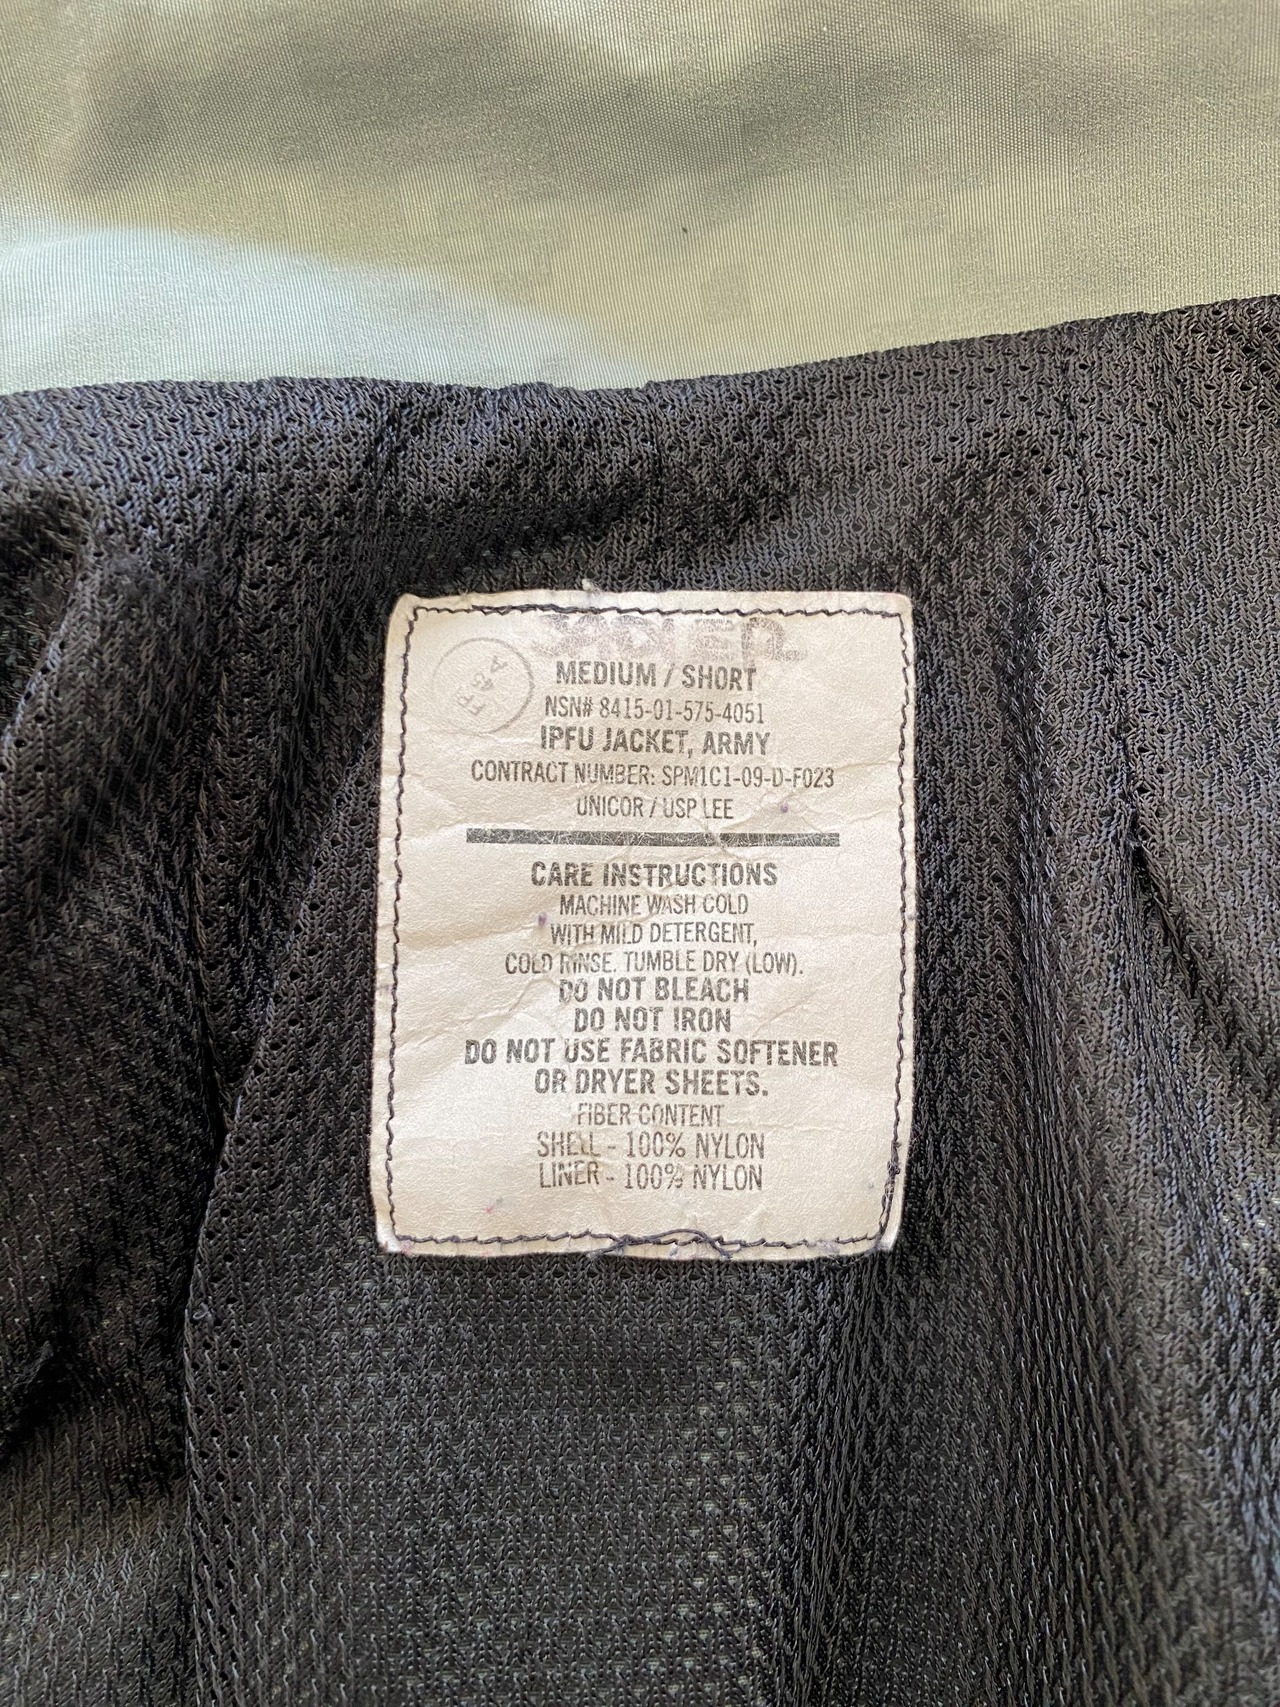 MEDIUM / SHORT
NSN# 8415-01-575-4051
IPFU JACKET, ARMY
CONTRACT NUMBER: SPM1C1-09-D-F023
UNICOR / USP LEE
CARE INSTRUCTIONS
MACHINE WASH COLD
WITH MILD DETERGENT,
COLD RINSE. TUMBLE DRY (LOW).
DO NOT BLEACH
DO NOT IRON
DO NOT USE FABRIC SOFTENER
OR DRYER SHEETS.
FIBER CONTENT
SHELL - 100% NYLON
LINER - 100% NYLON